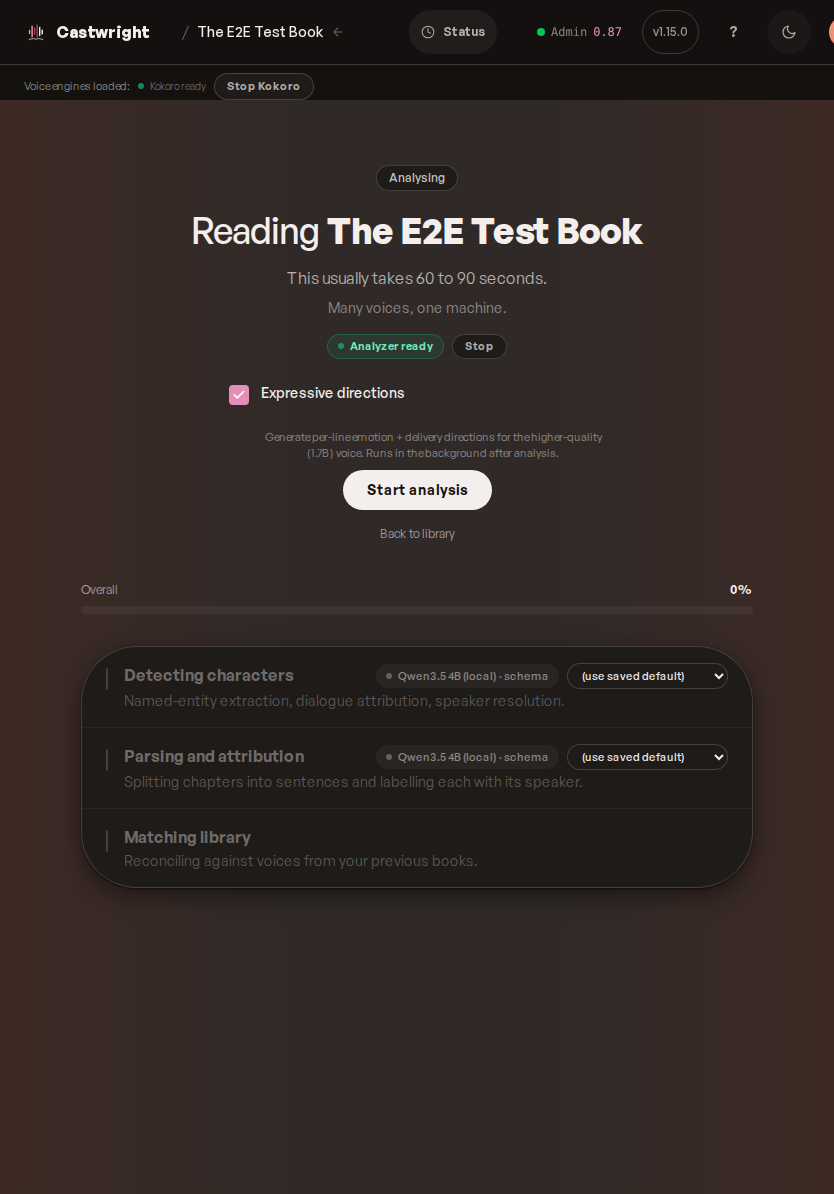 Castwright / The E2E Test Book ← Status Admin 0.87 v1.15.0 ?
Voice engines loaded: Kokoro ready Stop Kokoro
Analysing
Reading The E2E Test Book
This usually takes 60 to 90 seconds.
Many voices, one machine.
Analyzer ready Stop
Expressive directions
Generate per-line emotion + delivery directions for the higher-quality
(1.7B) voice. Runs in the background after analysis.
Start analysis
Back to library
Overall 0%
Detecting characters Qwen3.5 4B (local) · schema (use saved default)
Named-entity extraction, dialogue attribution, speaker resolution.
Parsing and attribution Qwen3.5 4B (local) · schema (use saved default)
Splitting chapters into sentences and labelling each with its speaker.
Matching library
Reconciling against voices from your previous books.